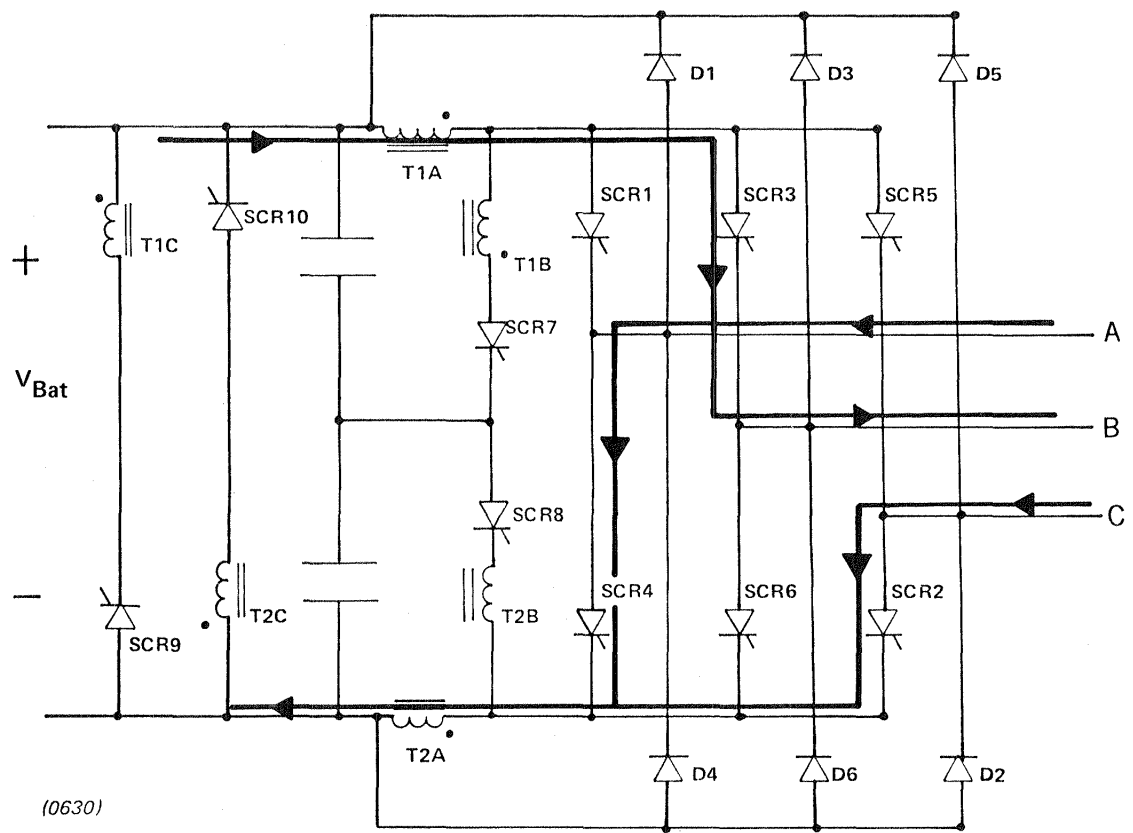 D1
D3
D5
T1A
SCR10
T1C
SCR1
SCR3
SCR5
T1B
+
SCR7
A
VBat
B
SCR8
C
−
SCR4
SCR6
SCR2
T2C
T2B
SCR9
T2A
D4
D6
D2
(0630)